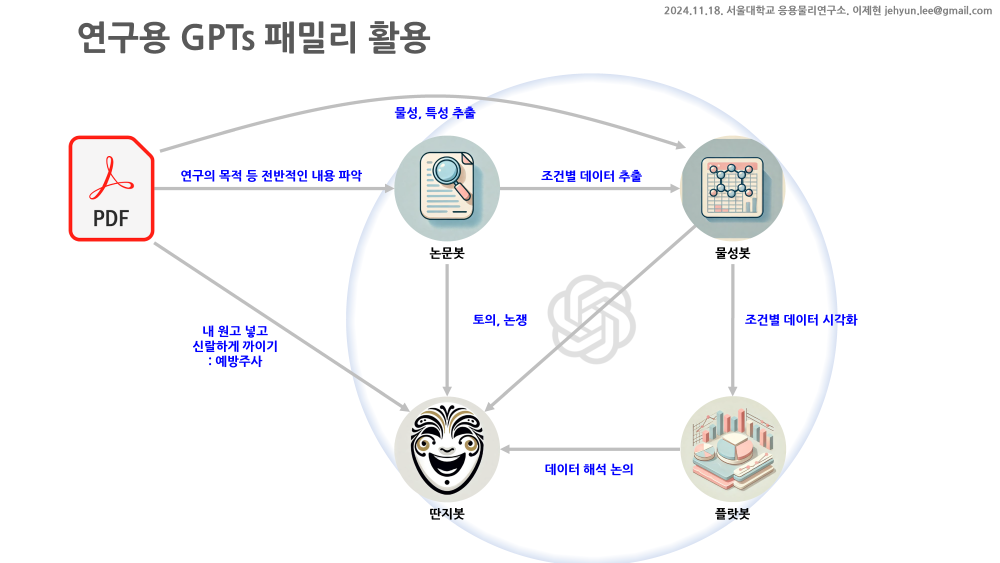 2024.11.18. 서울대학교 응용물리연구소. 이제현 jehyun.lee@gmail.com
연구용 GPTs 패밀리 활용
물성, 특성 추출
연구의 목적 등 전반적인 내용 파악
조건별 데이터 추출
PDF
논문봇
물성봇
토의, 논쟁
조건별 데이터 시각화
내 원고 넣고
신랄하게 까이기
: 예방주사
데이터 해석 논의
딴지봇
플랏봇